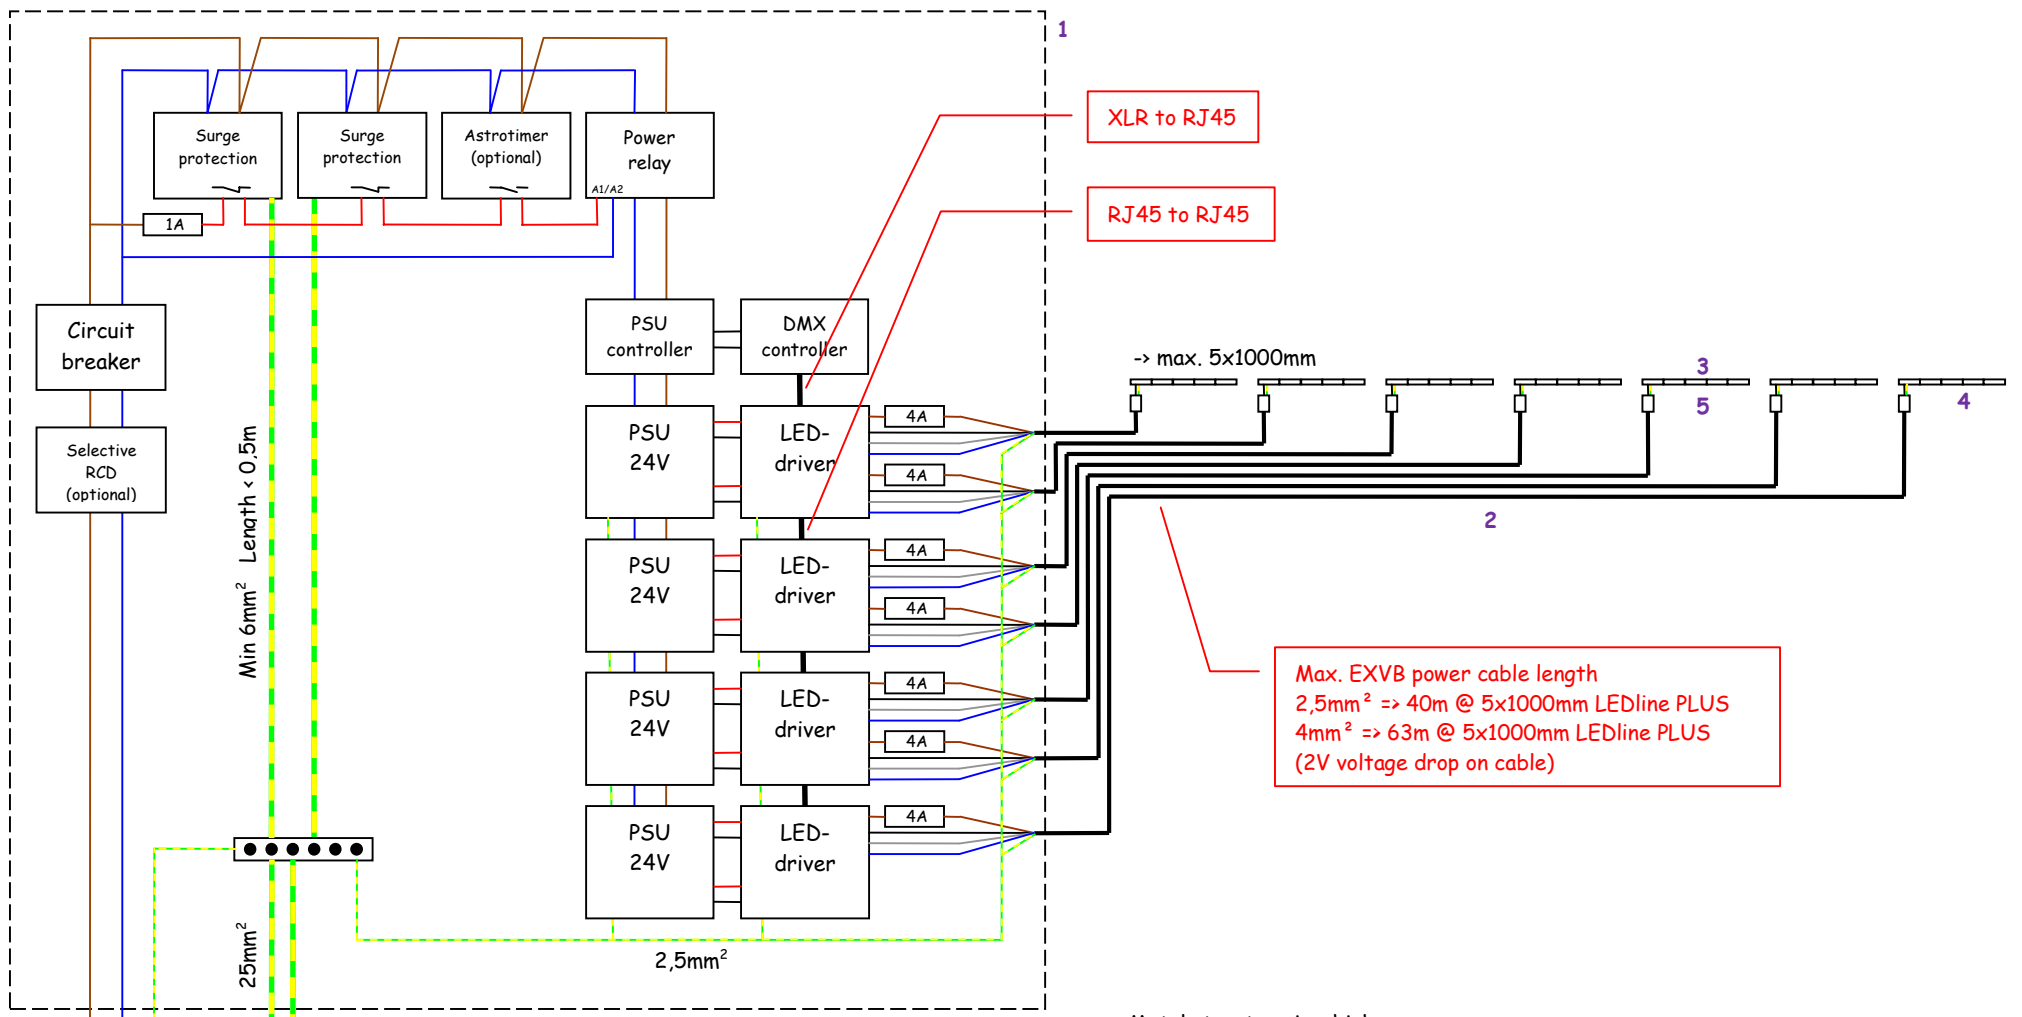 1
Surge
protection
Surge
protection
Astrotimer
(optional)
Power
relay
A1/A2
1A
XLR to RJ45
RJ45 to RJ45
Circuit
breaker
Selective
RCD
(optional)
PSU
controller
DMX
controller
-> max. 5x1000mm
3
5
4
2
PSU
24V
LED-
driver
4A
4A
PSU
24V
LED-
driver
4A
4A
PSU
24V
LED-
driver
4A
4A
PSU
24V
LED-
driver
4A
Min 6mm² Length < 0,5m
25mm²
2,5mm²
Max. EXVB power cable length
2,5mm² => 40m @ 5x1000mm LEDline PLUS
4mm² => 63m @ 5x1000mm LEDline PLUS
(2V voltage drop on cable)